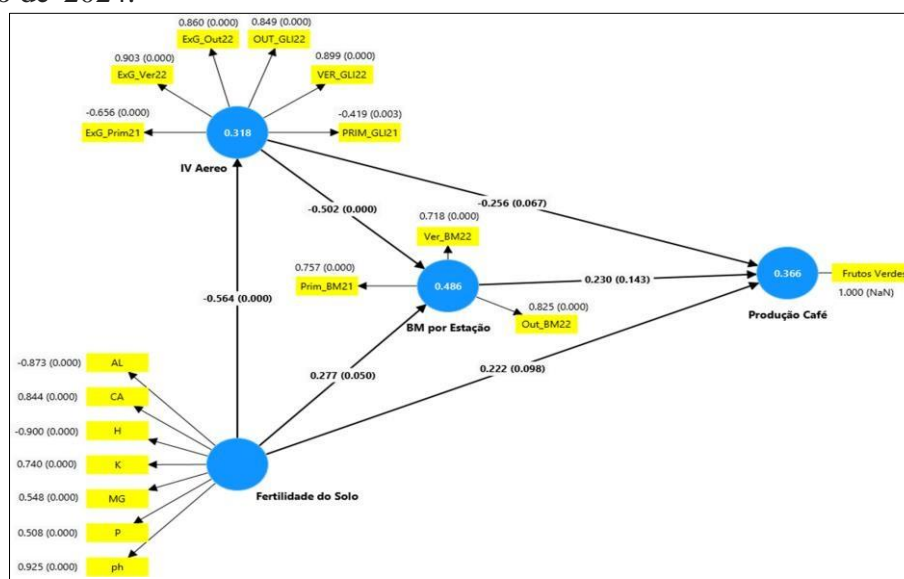 0.860 (0.000)
0.849 (0.000)
ExG_Out22
OUT_GLI22
0.903 (0.000)
0.899 (0.000)
ExG_Ver22
VER_GLI22
-0.656 (0.000)
-0.419 (0.003)
ExG_Prim21
0.318
PRIM_GLI21
IV Aereo
-0.256 (0.067)
-0.502 (0.000)
0.718 (0.000)
Ver_BM22
0.757 (0.000)
Prim_BM21
0.486
0.230 (0.143)
0.366
Frutos Verdes
1.000 (NaN)
-0.564 (0.000)
0.825 (0.000)
Out_BM22
BM por Estação
Produção Café
0.277 (0.050)
0.222 (0.098)
-0.873 (0.000)
AL
0.844 (0.000)
CA
-0.900 (0.000)
H
0.740 (0.000)
K
0.548 (0.000)
MG
Fertilidade do Solo
0.508 (0.000)
P
0.925 (0.000)
ph